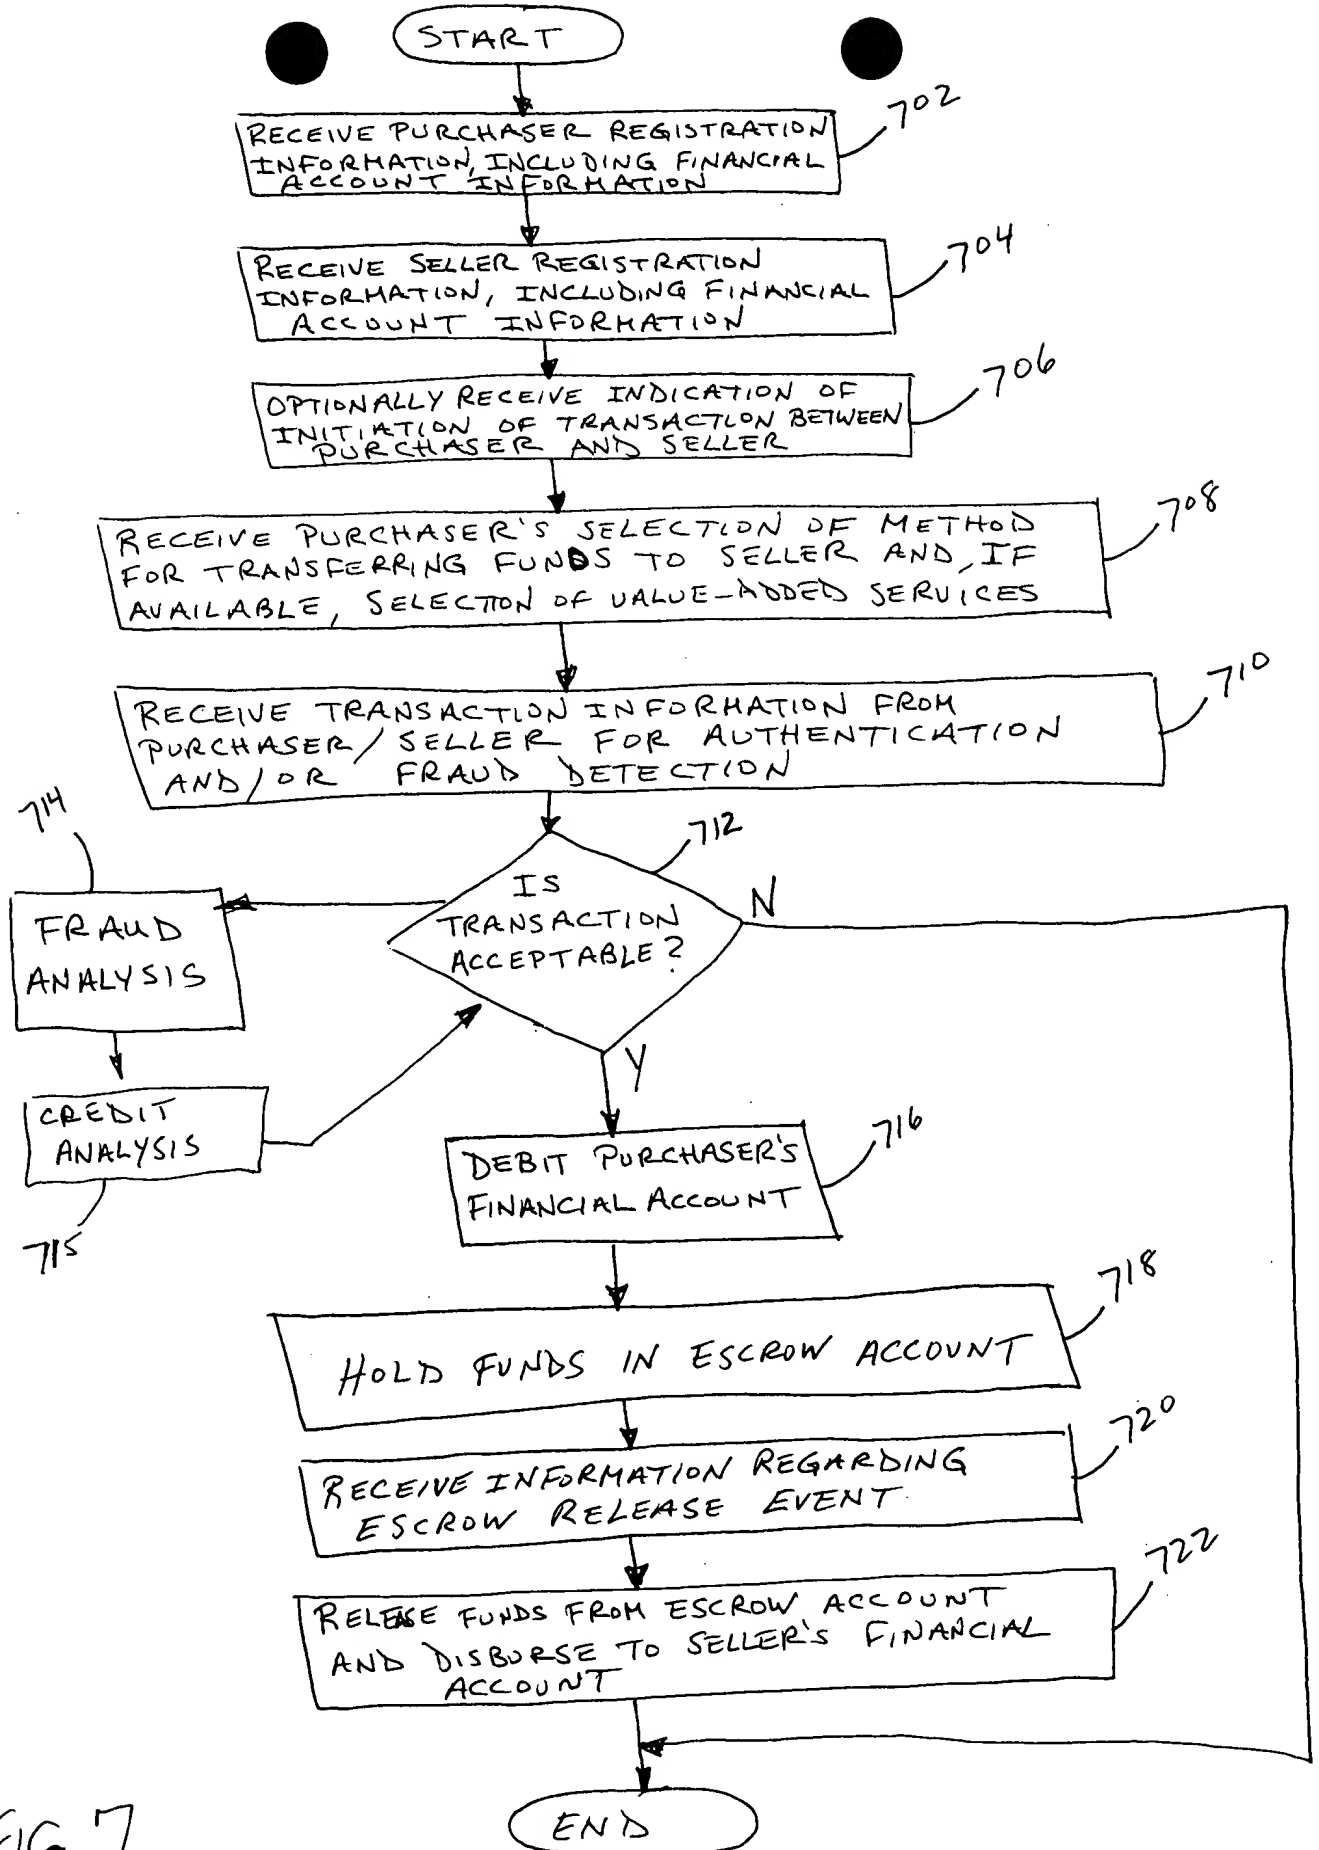 START
702
RECEIVE PURCHASER REGISTRATION
INFORMATION, INCLUDING FINANCIAL
ACCOUNT INFORMATION
704
RECEIVE SELLER REGISTRATION
INFORMATION, INCLUDING FINANCIAL
ACCOUNT INFORMATION
706
OPTIONALLY RECEIVE INDICATION OF
INITIATION OF TRANSACTION BETWEEN
PURCHASER AND SELLER
708
RECEIVE PURCHASER'S SELECTION OF METHOD
FOR TRANSFERRING FUNDS TO SELLER AND, IF
AVAILABLE, SELECTION OF VALUE-ADDED SERVICES
710
RECEIVE TRANSACTION INFORMATION FROM
PURCHASER/SELLER FOR AUTHENTICATION
AND/OR FRAUD DETECTION
712
IS
TRANSACTION
ACCEPTABLE?
N
Y
714
FRAUD
ANALYSIS
CREDIT
ANALYSIS
715
716
DEBIT PURCHASER'S
FINANCIAL ACCOUNT
718
HOLD FUNDS IN ESCROW ACCOUNT
720
RECEIVE INFORMATION REGARDING
ESCROW RELEASE EVENT
722
RELEASE FUNDS FROM ESCROW ACCOUNT
AND DISBURSE TO SELLER'S FINANCIAL
ACCOUNT
END
FIG 7